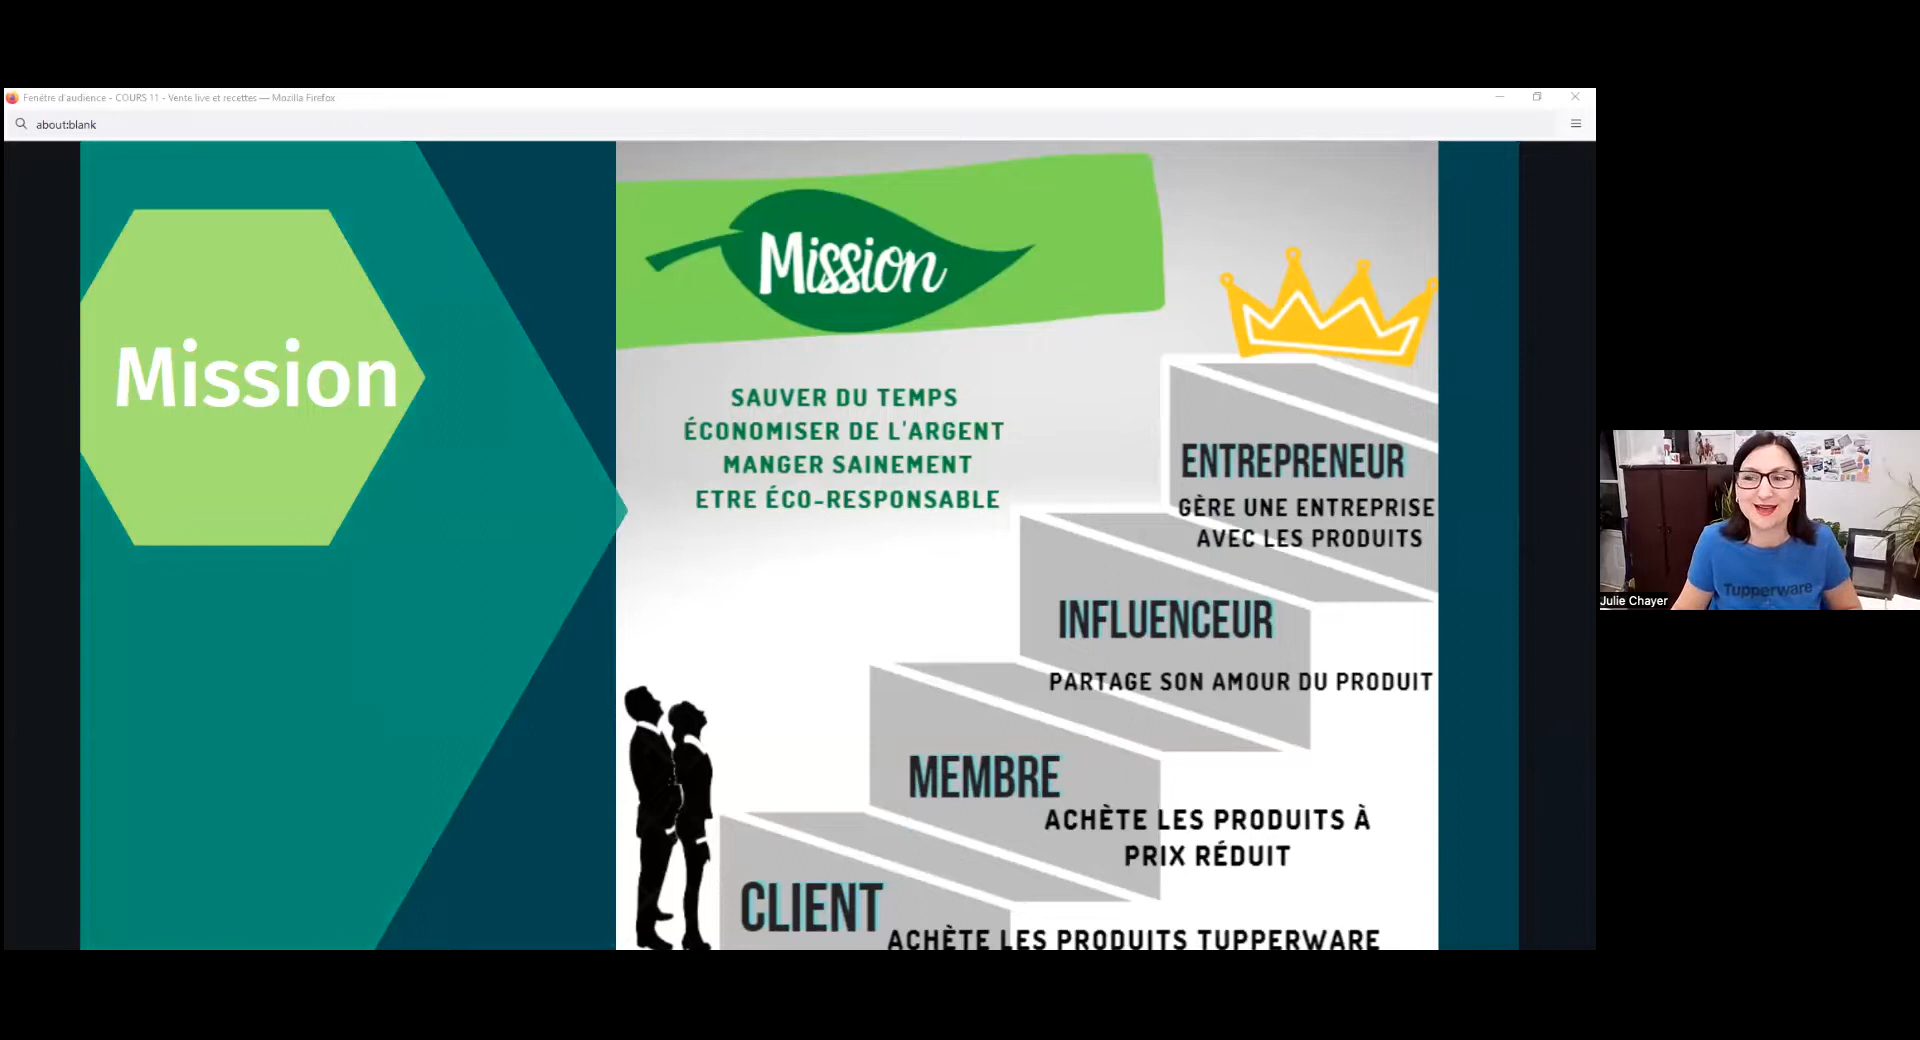 Fenêtre d'audience - COURS 11 - Vente live et recettes — Mozilla Firefox
about:blank
Mission
Mission
SAUVER DU TEMPS
ÉCONOMISER DE L'ARGENT
MANGER SAINEMENT
ETRE ÉCO-RESPONSABLE
ENTREPRENEUR
GÈRE UNE ENTREPRISE
AVEC LES PRODUITS
INFLUENCEUR
PARTAGE SON AMOUR DU PRODUIT
MEMBRE
ACHÈTE LES PRODUITS À
PRIX RÉDUIT
CLIENT
ACHÈTE LES PRODUITS TUPPERWARE
Tupperware
Julie Chayer